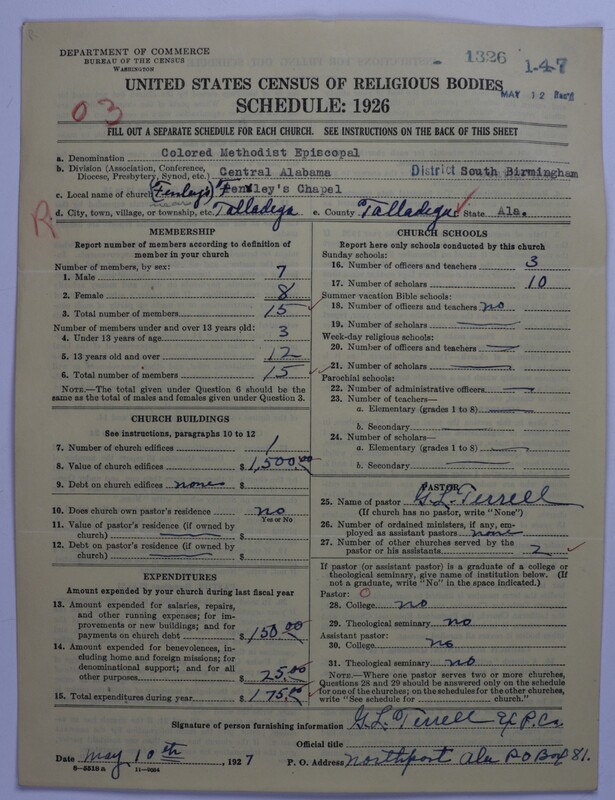 DEPARTMENT OF COMMERCE
BUREAU OF THE CENSUS
WASHINGTON
1326
1-4-7
UNITED STATES CENSUS OF RELIGIOUS BODIES
MAY 12
SCHEDULE: 1926
03
FILL OUT A SEPARATE SCHEDULE FOR EACH CHURCH. SEE INSTRUCTIONS ON THE BACK OF THIS SHEET
a. Denomination Colored Methodist Episcopal
b. Division (Association, Conference, Diocese, Presbytery, Synod, etc.) Central Alabama District South Birmingham
c. Local name of church (Fenley's) Fenkley's Chapel
R.
d. City, town, village, or township, etc. Talladega e. County Talladega f. State Ala.
MEMBERSHIP
Report number of members according to definition of
member in your church
Number of members, by sex:
1. Male 7
2. Female 8
3. Total number of members 15
Number of members under and over 13 years old:
4. Under 13 years of age 3
5. 13 years old and over 12
6. Total number of members 15
NOTE.—The total given under Question 6 should be the
same as the total of males and females given under Question 3.
CHURCH BUILDINGS
See instructions, paragraphs 10 to 12
7. Number of church edifices 1
8. Value of church edifices $ 1,500.00
9. Debt on church edifices none $
10. Does church own pastor's residence no
Yes or No
11. Value of pastor's residence (if owned by
church) $
12. Debt on pastor's residence (if owned by
church) $
EXPENDITURES
Amount expended by your church during last fiscal year
13. Amount expended for salaries, repairs,
and other running expenses; for im-
provements or new buildings; and for
payments on church debt $ 150.00
14. Amount expended for benevolences, in-
cluding home and foreign missions; for
denominational support; and for all
other purposes $ 25.00
15. Total expenditures during year $ 175.00
CHURCH SCHOOLS
Report here only schools conducted by this church
Sunday schools:
16. Number of officers and teachers 3
17. Number of scholars 10
Summer vacation Bible schools:
18. Number of officers and teachers no
19. Number of scholars
Week-day religious schools:
20. Number of officers and teachers
21. Number of scholars
Parochial schools:
22. Number of administrative officers
23. Number of teachers—
a. Elementary (grades 1 to 8)
b. Secondary
24. Number of scholars—
a. Elementary (grades 1 to 8)
b. Secondary
PASTOR
25. Name of pastor G. L. Terrell
(If church has no pastor, write "None")
26. Number of ordained ministers, if any, em-
ployed as assistant pastors none
27. Number of other churches served by the
pastor or his assistants 2
If pastor (or assistant pastor) is a graduate of a college or
theological seminary, give name of institution below. (If
not a graduate, write "No" in the space indicated.)
Pastor: O
28. College no
29. Theological seminary no
Assistant pastor:
30. College no
31. Theological seminary no
NOTE.—Where one pastor serves two or more churches,
Questions 28 and 29 should be answered only on the schedule
for one of the churches; on the schedules for the other churches,
write "See schedule for church."
Signature of person furnishing information G. L. Terrell
Official title
Date May 10th, 1927 P. O. Address Northport Ala P O Box 81.
8-5518 a 11-9034